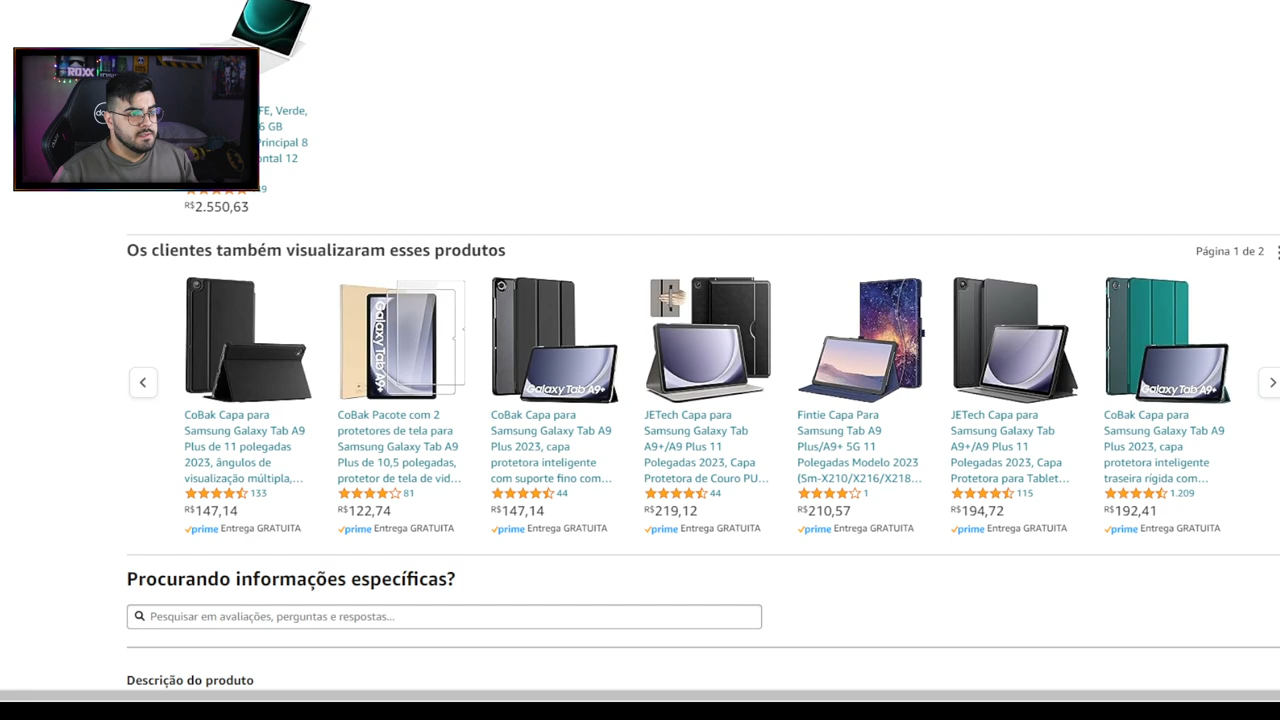 ROXX
FE, Verde,
6 GB
Principal 8
ontal 12
R$2.550,63
Os clientes também visualizaram esses produtos
Página 1 de 2
CoBak Capa para
Samsung Galaxy Tab A9
Plus de 11 polegadas
2023, ângulos de
visualização múltipla,...
133
R$147,14
prime Entrega GRATUITA
Galaxy Tab A9+
CoBak Pacote com 2
protetores de tela para
Samsung Galaxy Tab A9
Plus de 10,5 polegadas,
protetor de tela de vid...
81
R$122,74
prime Entrega GRATUITA
Galaxy Tab A9+
CoBak Capa para
Samsung Galaxy Tab A9
Plus 2023, capa
protetora inteligente
com suporte fino com...
44
R$147,14
prime Entrega GRATUITA
JETech Capa para
Samsung Galaxy Tab
A9+/A9 Plus 11
Polegadas 2023, Capa
Protetora de Couro PU...
44
R$219,12
prime Entrega GRATUITA
Fintie Capa Para
Samsung Tab A9
Plus/A9+ 5G 11
Polegadas Modelo 2023
(Sm-X210/X216/X218...
1
R$210,57
prime Entrega GRATUITA
JETech Capa para
Samsung Galaxy Tab
A9+/A9 Plus 11
Polegadas 2023, Capa
Protetora para Tablet...
115
R$194,72
prime Entrega GRATUITA
Galaxy Tab A9+
CoBak Capa para
Samsung Galaxy Tab A9
Plus 2023, capa
protetora inteligente
traseira rígida com...
1.209
R$192,41
prime Entrega GRATUITA
Procurando informações específicas?
Pesquisar em avaliações, perguntas e respostas...
Descrição do produto